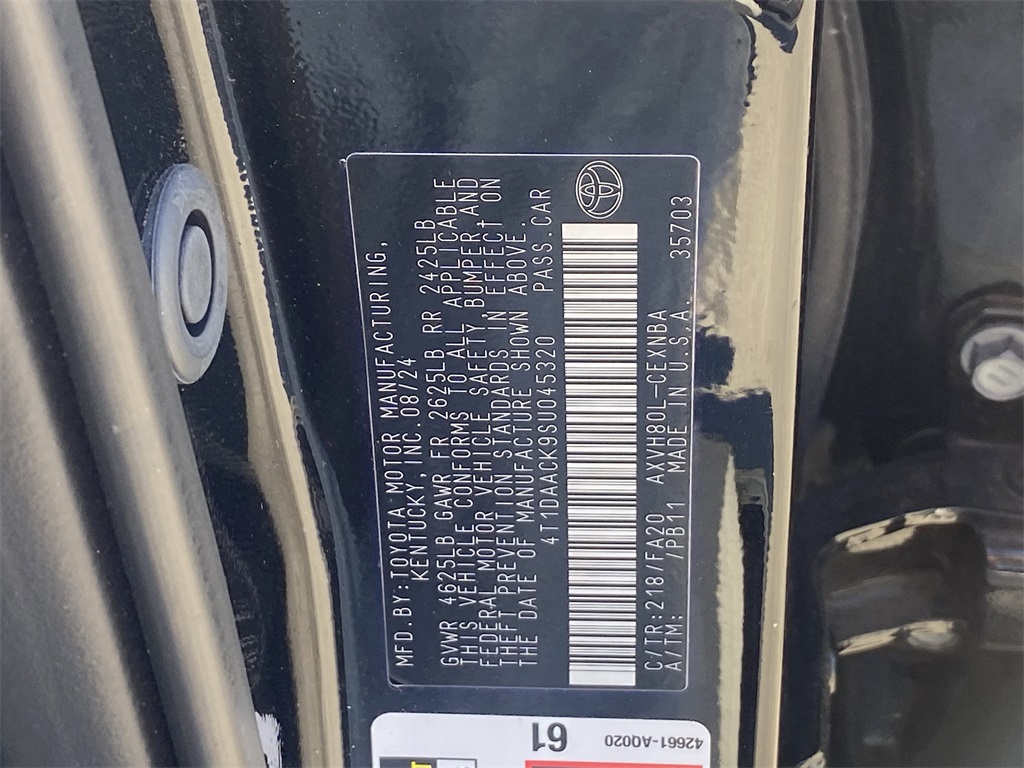 MFD.BY:TOYOTA MOTOR MANUFACTURING,
KENTUCKY, INC. 08/24
GVWR 4625LB GAWR FR 2625LB RR 2425LB
THIS VEHICLE CONFORMS TO ALL APPLICABLE
FEDERAL MOTOR VEHICLE SAFETY, BUMPER, AND
THEFT PREVENTION STANDARDS IN EFFECT ON
THE DATE OF MANUFACTURE SHOWN ABOVE.
4T1DAACK9SU045320 PASS.CAR
C/TR:218/FA20 AXVH80L-CEXNBA
A/TM: /PB11 MADE IN U.S.A. 35703
61
42661-AQ020